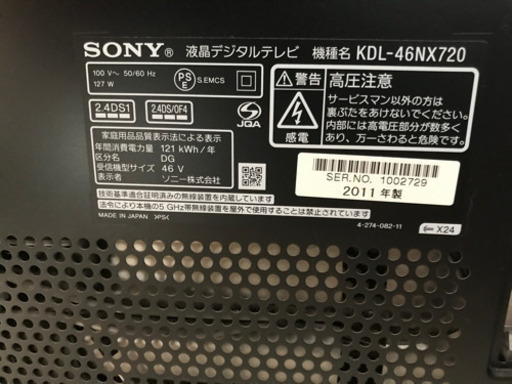 SONY® 液晶デジタルテレビ 機種名 KDL-46NX720
100 V～ 50/60 Hz
127 W
PSE
S.EMCS
2.4DS1
2.4DS/OF4
JQA
家庭用品品質表示法による表示
年間消費電力量 121 kWh/年
区分名 DG
受信機型サイズ 46 V
ソニー株式会社
技術基準適合証明済みの無線装置を内蔵しています
法令により本機の5 GHz帯無線装置を屋外で使用することは禁止されています
MADE IN JAPAN >PS<
警告
感電
高圧注意
サービスマン以外の方は
裏ぶたをあけないでください。
内部には高電圧部分が数多く
あり、万一さわると危険です。
SER.NO. 1002729
2011年製
4-274-082-11
X24